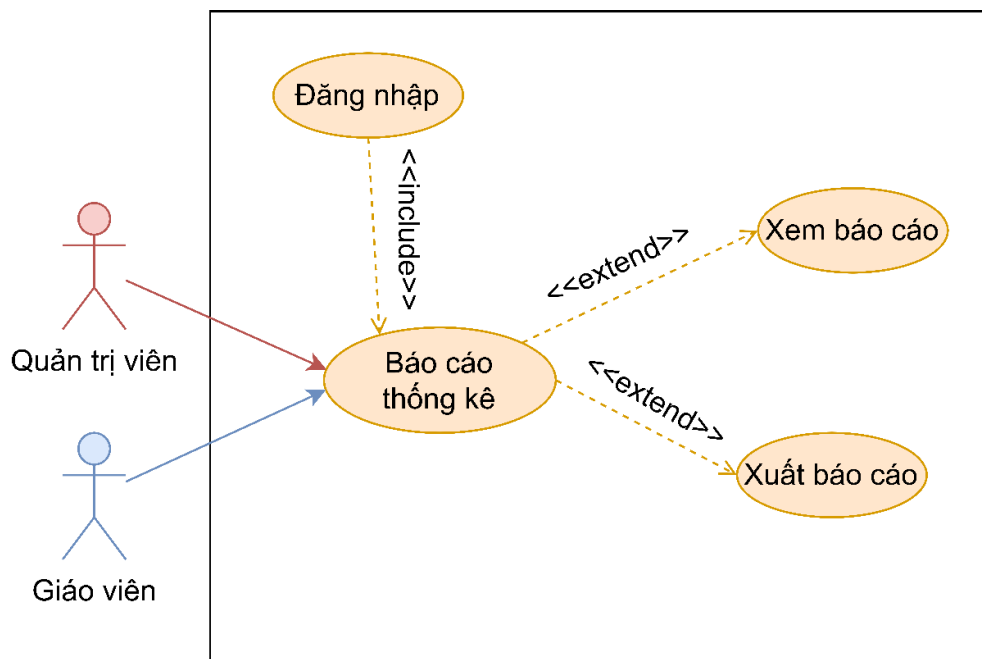 Đăng nhập
<<include>>
<<extend>>
Xem báo cáo
Quản trị viên
Báo cáo
thống kê
<<extend>>
Xuất báo cáo
Giáo viên